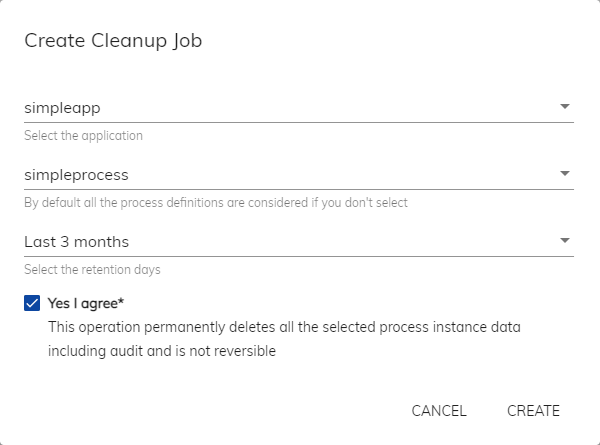 Create Cleanup Job
simpleapp
Select the application
simpleprocess
By default all the process definitions are considered if you don't select
Last 3 months
Select the retention days
Yes I agree*
This operation permanently deletes all the selected process instance data
including audit and is not reversible
CANCEL CREATE